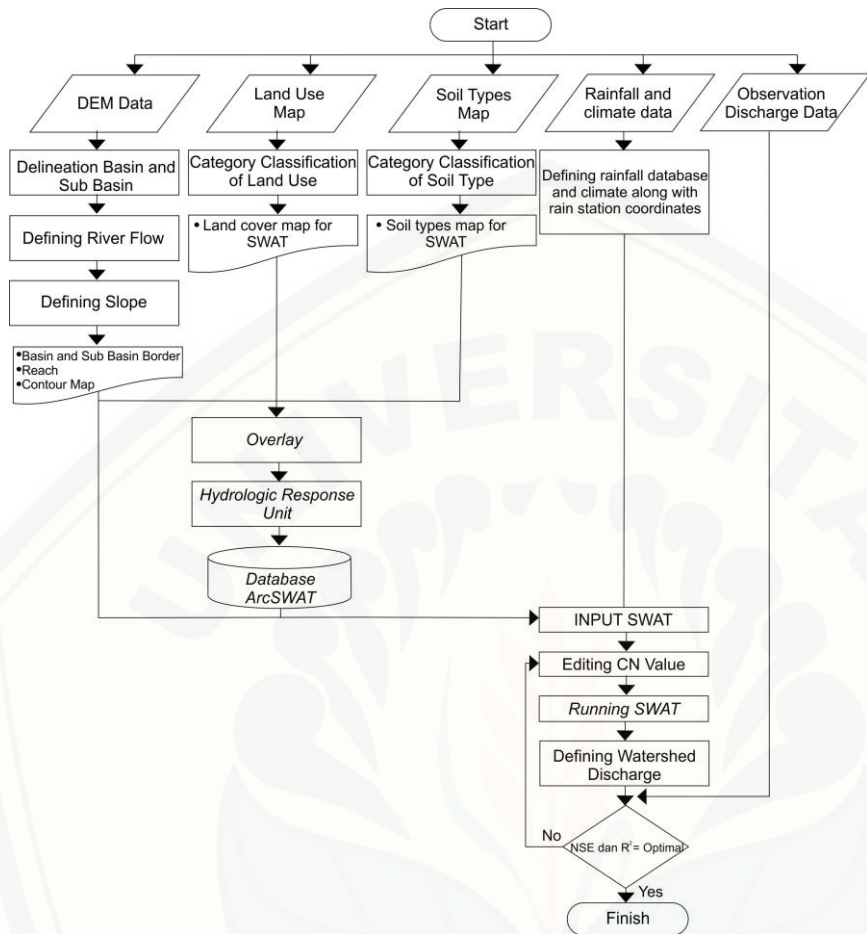 Start
DEM Data
Land Use
Map
Soil Types
Map
Rainfall and
climate data
Observation
Discharge Data
Delineation Basin and
Sub Basin
Category Classification
of Land Use
Category Classification
of Soil Type
Defining rainfall database
and climate along with
rain station coordinates
• Land cover map for
SWAT
• Soil types map for
SWAT
Defining River Flow
Defining Slope
•Basin and Sub Basin Border
•Reach
•Contour Map
Overlay
Hydrologic Response
Unit
Database
ArcSWAT
INPUT SWAT
Editing CN Value
Running SWAT
Defining Watershed
Discharge
No
NSE dan R²= Optimal
Yes
Finish
UNIVERSITA